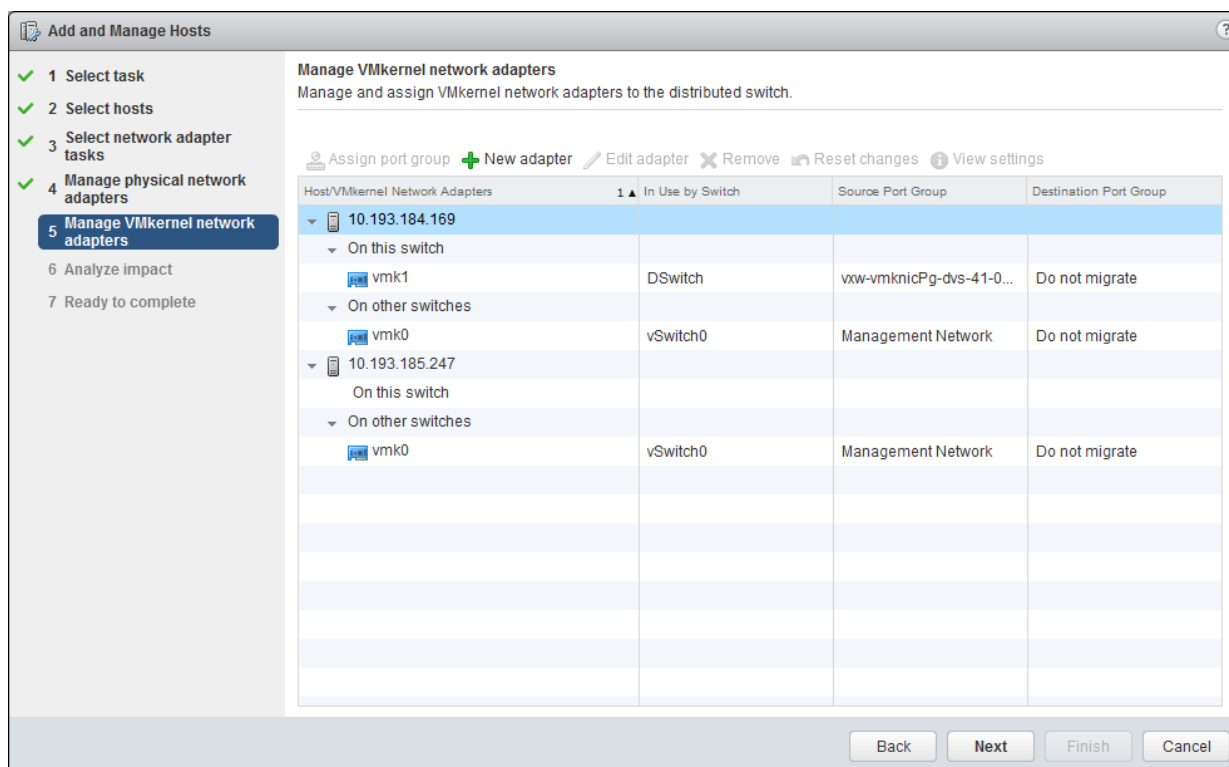 Add and Manage Hosts
?
1 Select task
2 Select hosts
3 Select network adapter
tasks
4 Manage physical network
adapters
5 Manage VMkernel network
adapters
6 Analyze impact
7 Ready to complete
Manage VMkernel network adapters
Manage and assign VMkernel network adapters to the distributed switch.
Assign port group New adapter Edit adapter Remove Reset changes View settings
Host/VMkernel Network Adapters 1 ▲ In Use by Switch Source Port Group Destination Port Group
10.193.184.169
On this switch
vmk1 DSwitch vxw-vmknicPg-dvs-41-0... Do not migrate
On other switches
vmk0 vSwitch0 Management Network Do not migrate
10.193.185.247
On this switch
On other switches
vmk0 vSwitch0 Management Network Do not migrate
Back Next Finish Cancel